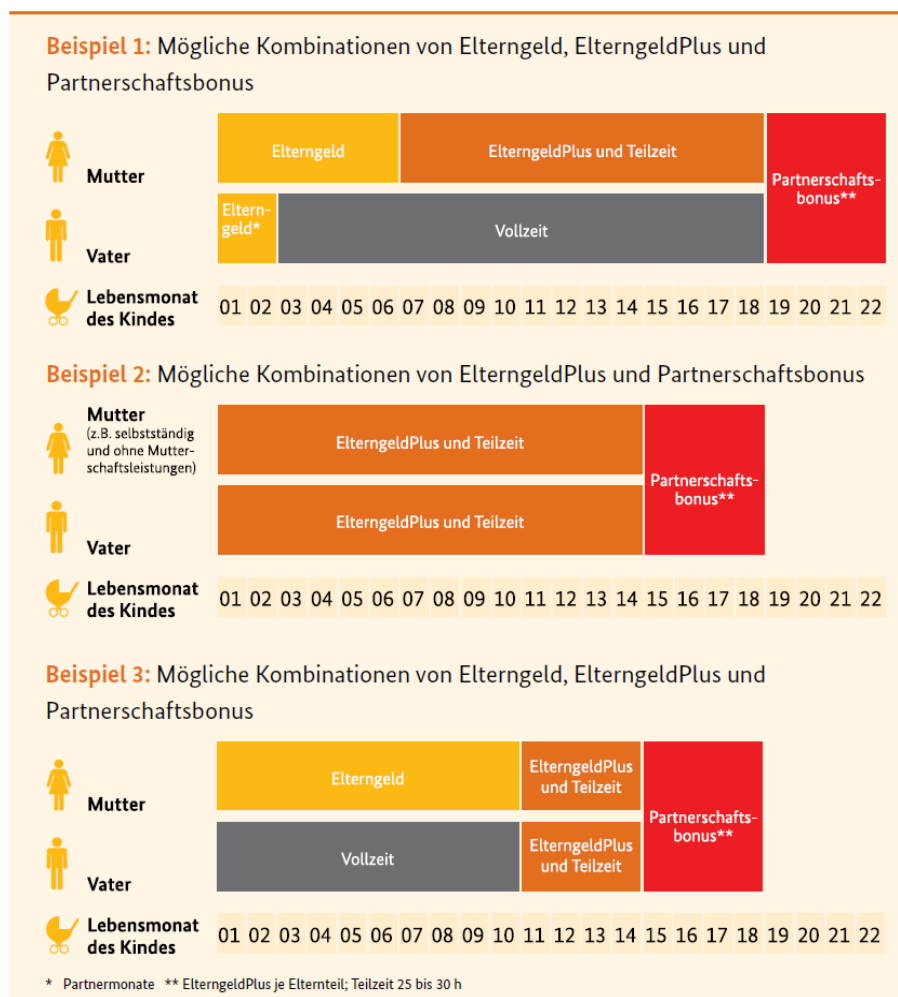 Beispiel 1: Mögliche Kombinationen von Elterngeld, ElterngeldPlus und
Partnerschaftsbonus
Elterngeld
ElterngeldPlus und Teilzeit
Mutter
Partnerschafts-
bonus**
Eltern-
geld*
Vollzeit
Vater
Lebensmonat
des Kindes
01 02 03 04 05 06 07 08 09 10 11 12 13 14 15 16 17 18 19 20 21 22
Beispiel 2: Mögliche Kombinationen von ElterngeldPlus und Partnerschaftsbonus
Mutter
(z.B. selbstständig
und ohne Mutter-
schaftsleistungen)
ElterngeldPlus und Teilzeit
Partnerschafts-
bonus**
ElterngeldPlus und Teilzeit
Vater
Lebensmonat
des Kindes
01 02 03 04 05 06 07 08 09 10 11 12 13 14 15 16 17 18 19 20 21 22
Beispiel 3: Mögliche Kombinationen von Elterngeld, ElterngeldPlus und
Partnerschaftsbonus
Elterngeld
ElterngeldPlus
und Teilzeit
Mutter
Partnerschafts-
bonus**
Vollzeit
ElterngeldPlus
und Teilzeit
Vater
Lebensmonat
des Kindes
01 02 03 04 05 06 07 08 09 10 11 12 13 14 15 16 17 18 19 20 21 22
* Partnermonate ** ElterngeldPlus je Elternteil; Teilzeit 25 bis 30 h